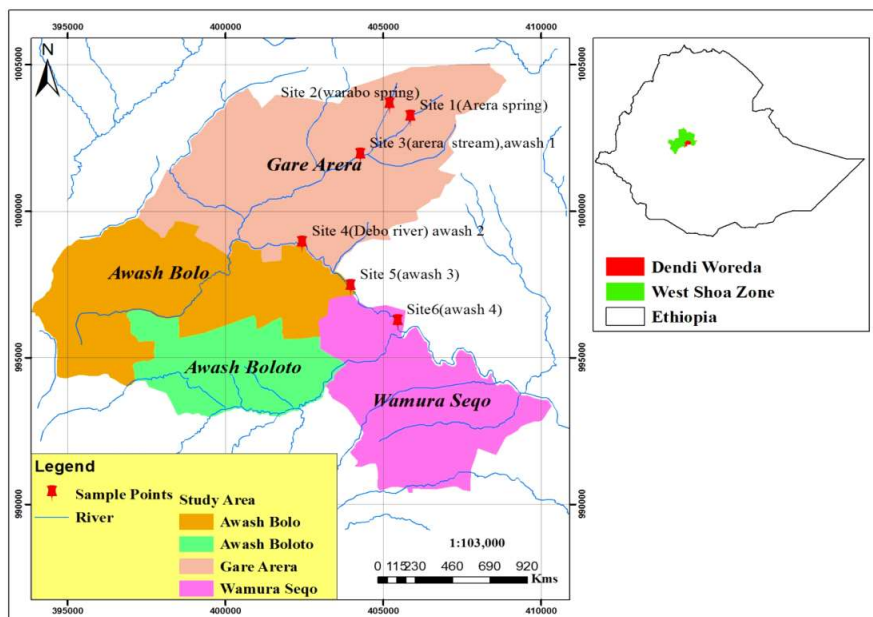 395000 400000 405000 410000
1005000
1000000
995000
990000
N
Site 2(warabo spring)
Site 1(Arera spring)
Site 3(arera stream),awash 1
Gare Arera
Site 4(Debo river) awash 2
Awash Bolo
Site 5(awash 3)
Site6(awash 4)
Awash Boloto
Wamura Seqo
Legend
Sample Points
River
Study Area
Awash Bolo
Awash Boloto
Gare Arera
Wamura Seqo
1:103,000
0 115230 460 690 920
Kms
395000 400000 405000 410000
1005000
1000000
995000
990000
Dendi Woreda
West Shoa Zone
Ethiopia